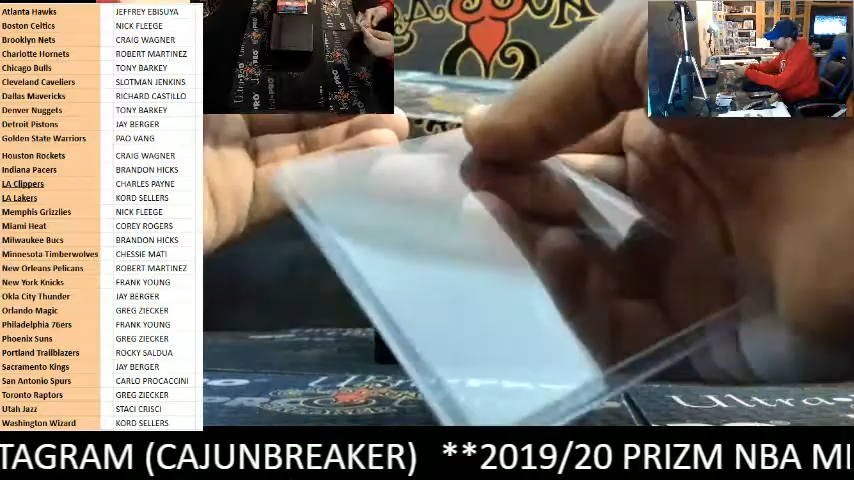 Atlanta Hawks JEFFREY EBISUYA
Boston Celtics NICK FLEEGE
Brooklyn Nets CRAIG WAGNER
Charlotte Hornets ROBERT MARTINEZ
Chicago Bulls TONY BARKEY
Cleveland Cavaliers SLOTMAN JENKINS
Dallas Mavericks RICHARD CASTILLO
Denver Nuggets TONY BARKEY
Detroit Pistons JAY BERGER
Golden State Warriors PAO VANG
Houston Rockets CRAIG WAGNER
Indiana Pacers BRANDON HICKS
LA Clippers CHARLES PAYNE
LA Lakers KORD SELLERS
Memphis Grizzlies NICK FLEEGE
Miami Heat COREY ROGERS
Milwaukee Bucs BRANDON HICKS
Minnesota Timberwolves CHESSIE MATI
New Orleans Pelicans ROBERT MARTINEZ
New York Knicks FRANK YOUNG
Okla City Thunder JAY BERGER
Orlando Magic GREG ZIECKER
Philadelphia 76ers FRANK YOUNG
Phoenix Suns GREG ZIECKER
Portland Trailblazers ROCKY SALDUA
Sacramento Kings JAY BERGER
San Antonio Spurs CARLO PROCACCINI
Toronto Raptors GREG ZIECKER
Utah Jazz STACI CRISCI
Washington Wizard KORD SELLERS
Ultra-
TAGRAM (CAJUNBREAKER) **2019/20 PRIZM NBA MI